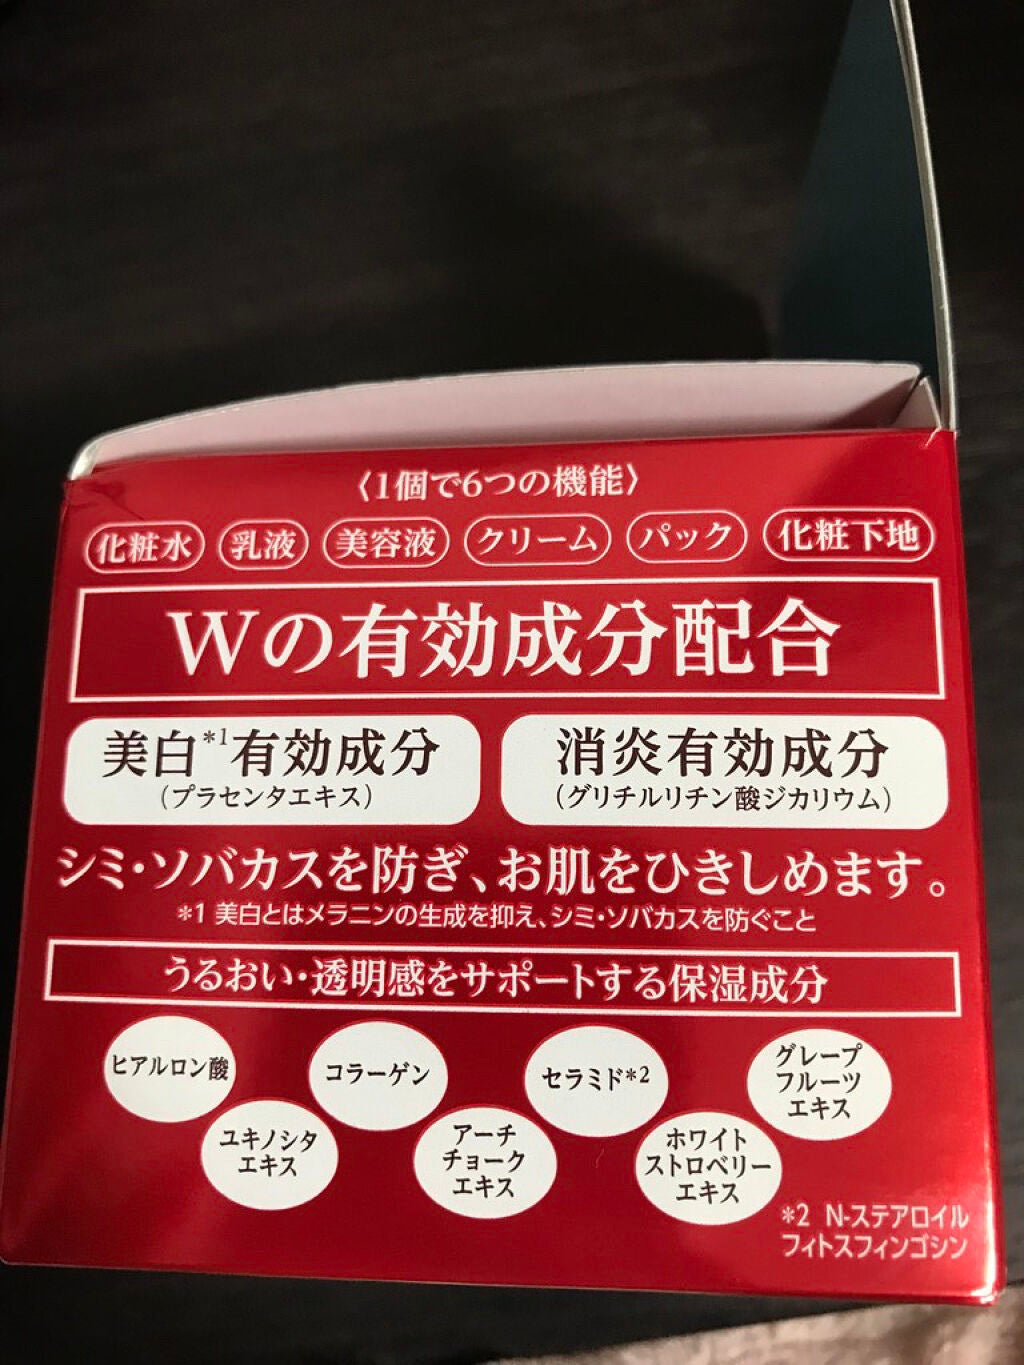 〈1個で6つの機能〉
化粧水 乳液 美容液 クリーム パック 化粧下地
Wの有効成分配合
美白*1有効成分
(プラセンタエキス)
消炎有効成分
(グリチルリチン酸ジカリウム)
シミ・ソバカスを防ぎ、お肌をひきしめます。
*1 美白とはメラニンの生成を抑え、シミ・ソバカスを防ぐこと
うるおい・透明感をサポートする保湿成分
ヒアルロン酸
コラーゲン
セラミド*2
グレープ
フルーツ
エキス
ユキノシタ
エキス
アーチ
チョーク
エキス
ホワイト
ストロベリー
エキス
*2 N-ステアロイル
フィトスフィンゴシン